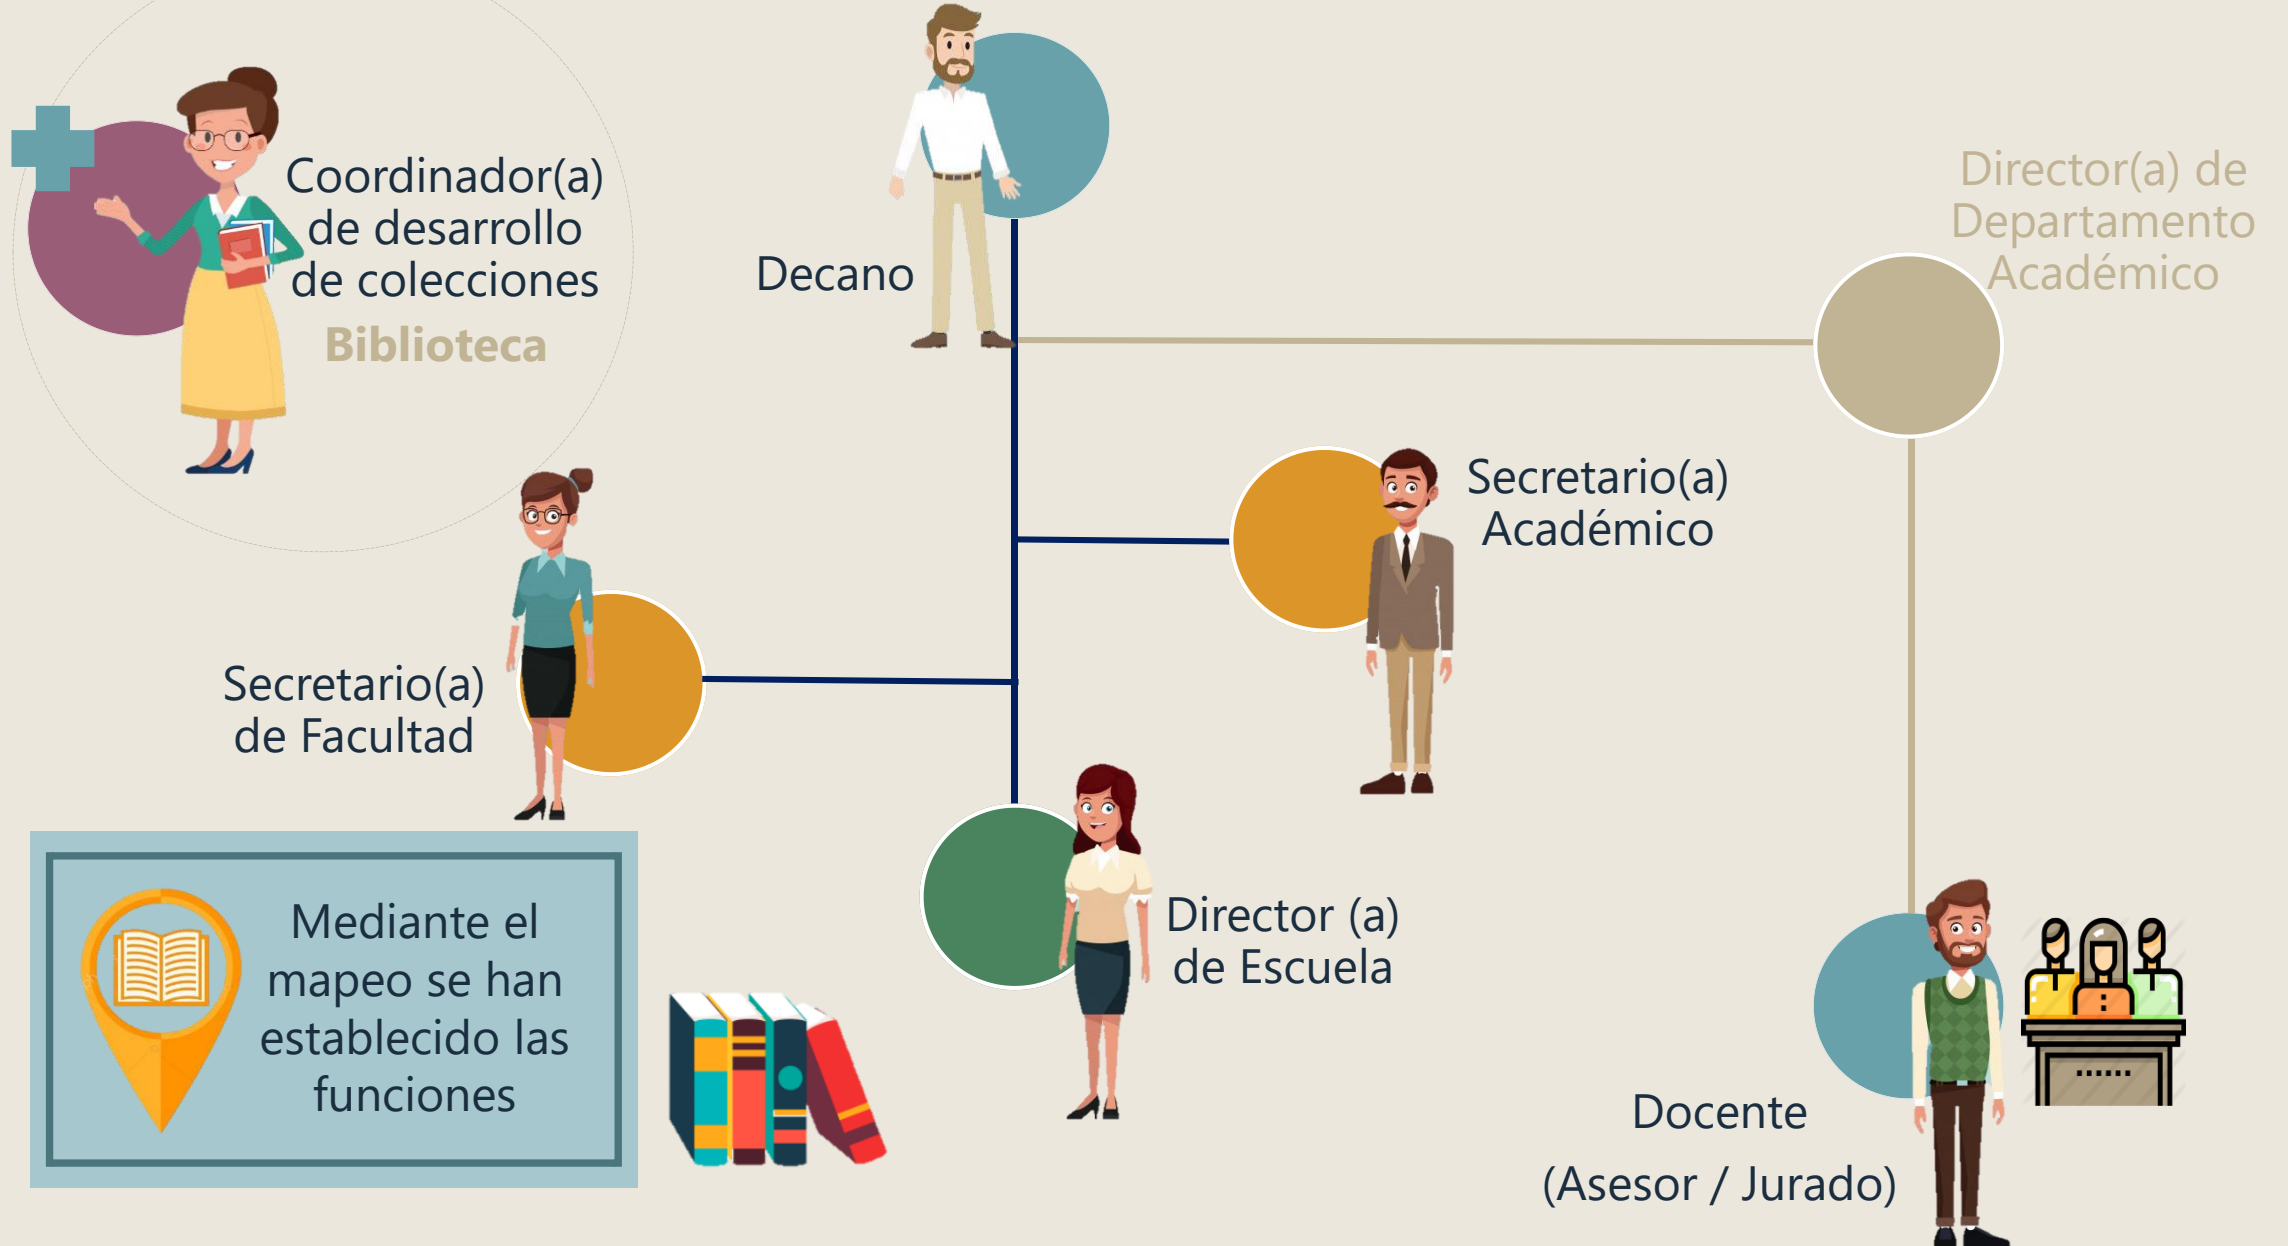 Coordinador(a)
de desarrollo
de colecciones
Biblioteca
Decano
Director(a) de
Departamento
Académico
Secretario(a)
Académico
Secretario(a)
de Facultad
Director (a)
de Escuela
Mediante el
mapeo se han
establecido las
funciones
Docente
(Asesor / Jurado)